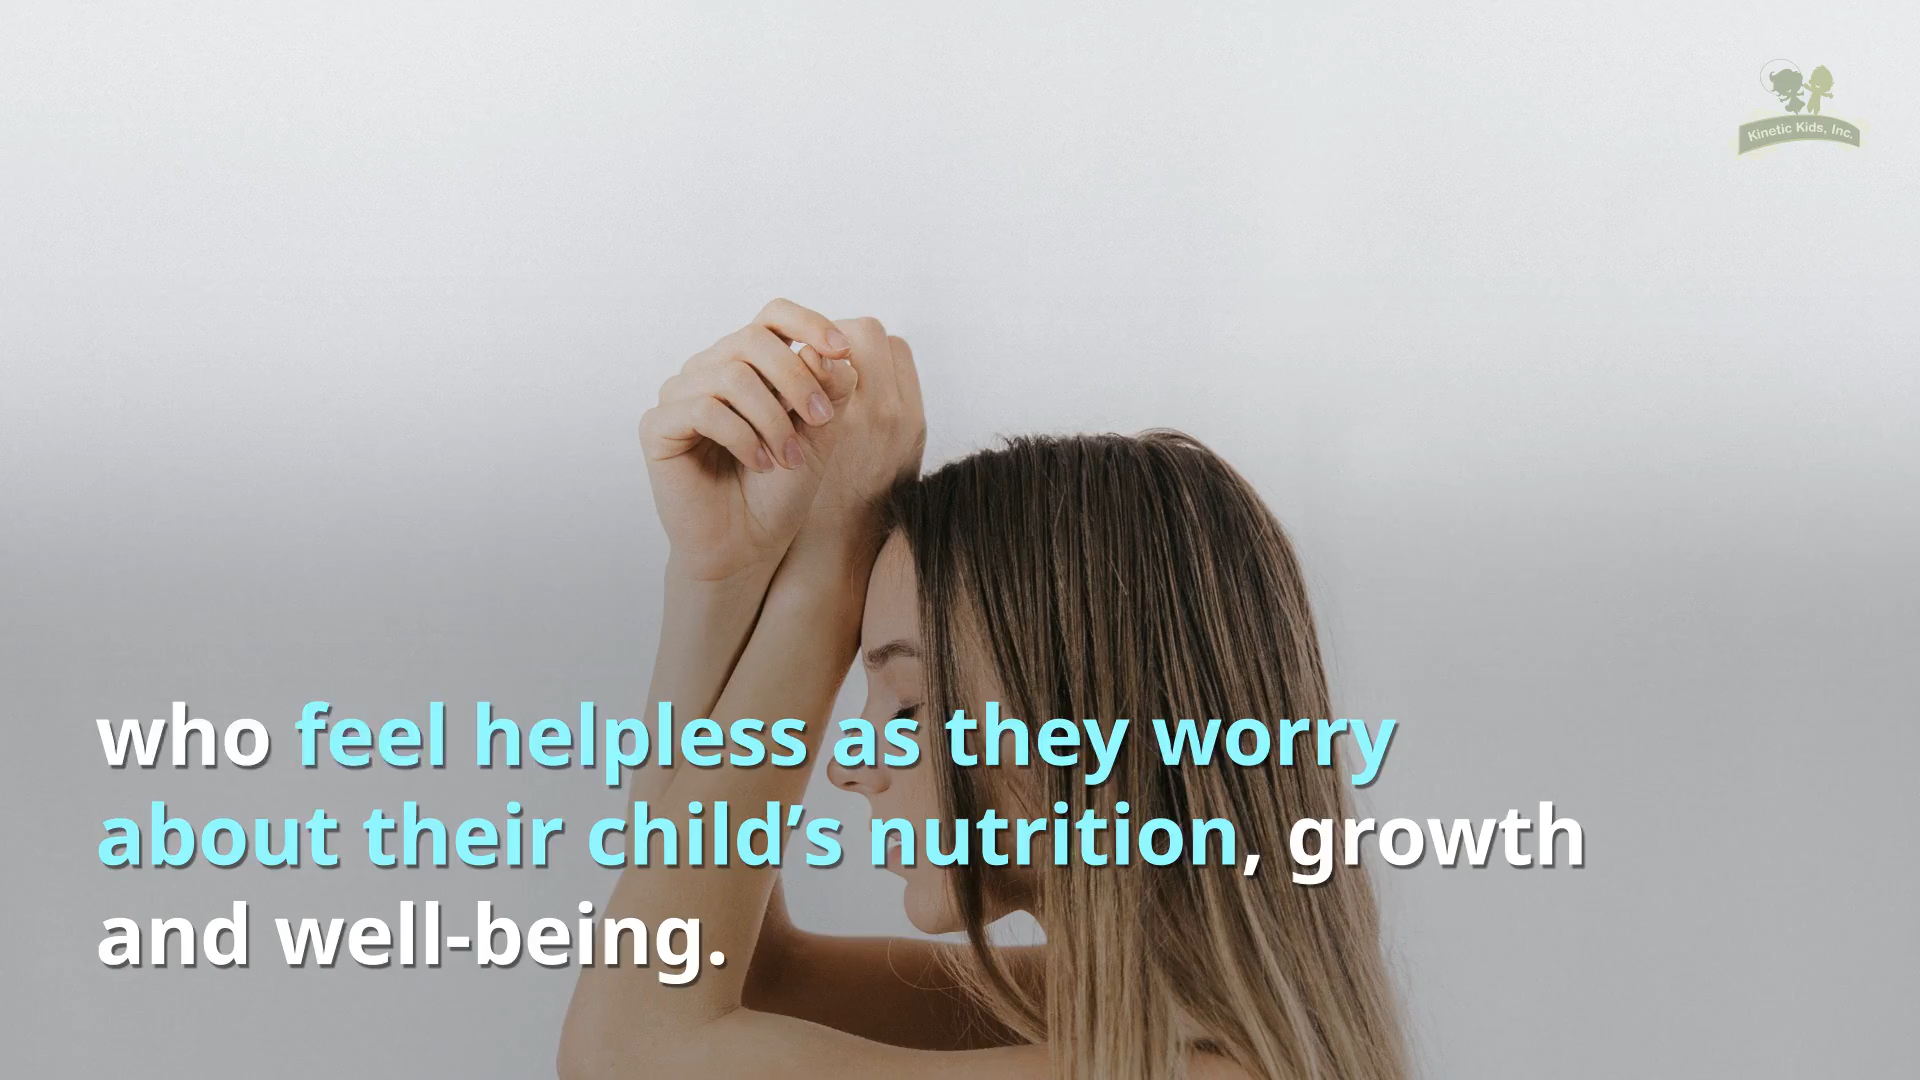 Kinetic Kids, Inc.
who feel helpless as they worry
about their child’s nutrition, growth
and well-being.